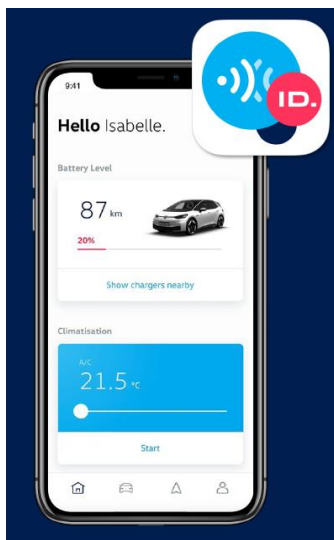 9:41
ID.
Hello Isabelle.
Battery Level
87 km
20%
Show chargers nearby
Climatisation
A/C
21.5 °C
Start